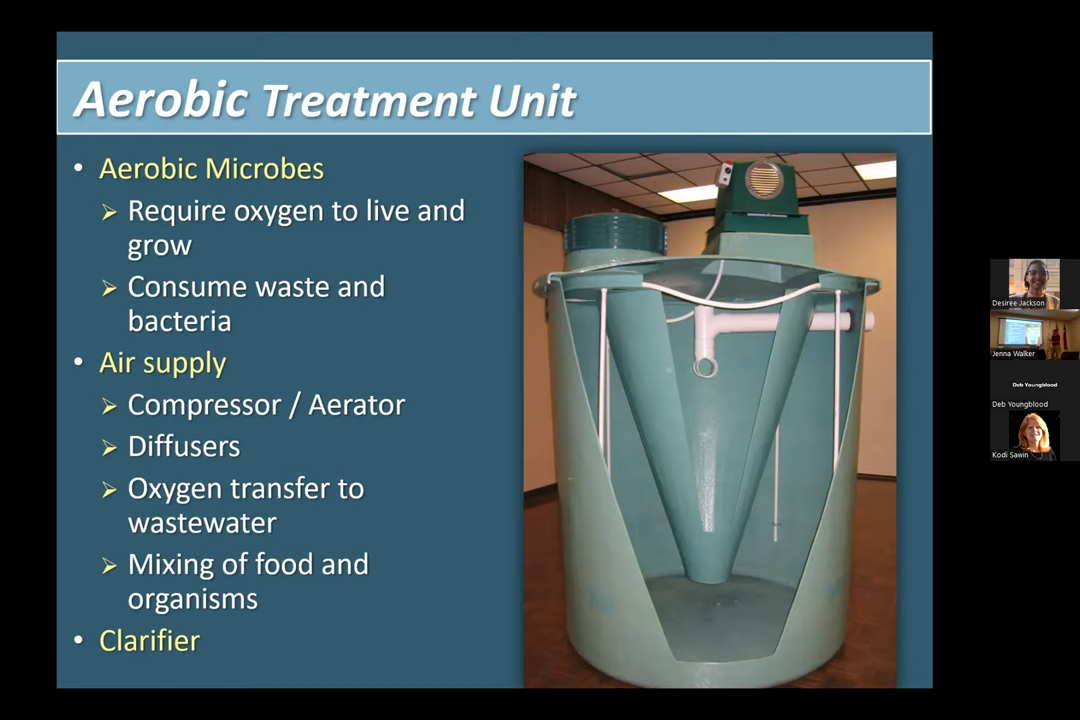 Aerobic Treatment Unit
• Aerobic Microbes
➢ Require oxygen to live and
grow
➢ Consume waste and
bacteria
• Air supply
➢ Compressor / Aerator
➢ Diffusers
➢ Oxygen transfer to
wastewater
➢ Mixing of food and
organisms
• Clarifier
Desiree Jackson
Jenna Walker
Deb Youngblood
Deb Youngblood
Kodi Sawin